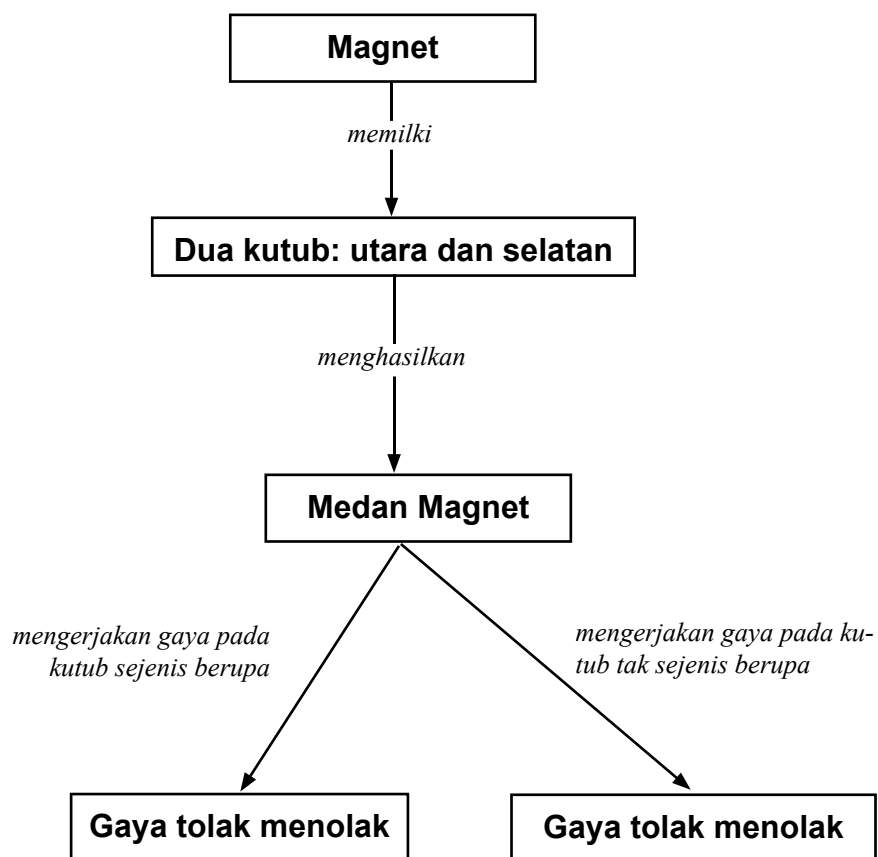 Magnet
memilki
Dua kutub: utara dan selatan
menghasilkan
Medan Magnet
mengerjakan gaya pada
kutub sejenis berupa
mengerjakan gaya pada ku-
tub tak sejenis berupa
Gaya tolak menolak
Gaya tolak menolak